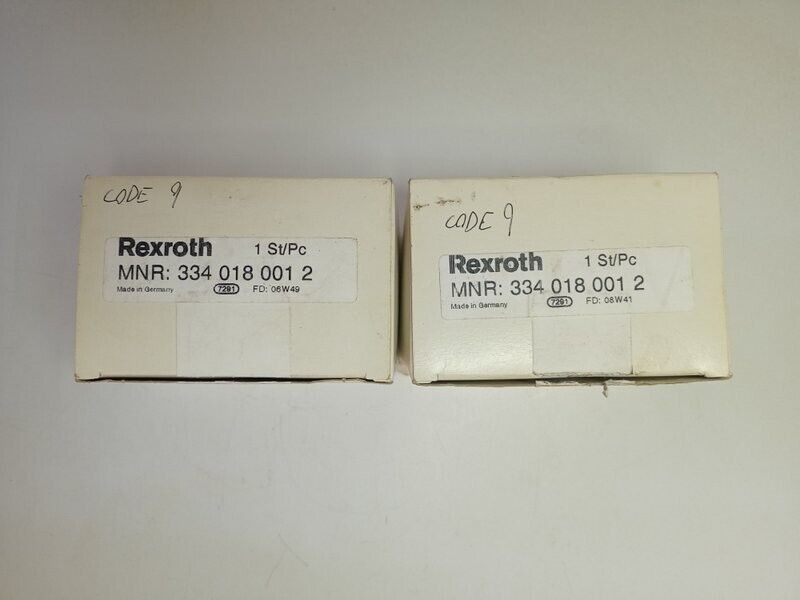 CODE 9
Rexroth 1 St/Pc
MNR: 334 018 001 2
Made in Germany 7291 FD: 06W49
CODE 9
Rexroth 1 St/Pc
MNR: 334 018 001 2
Made in Germany 7291 FD: 06W41